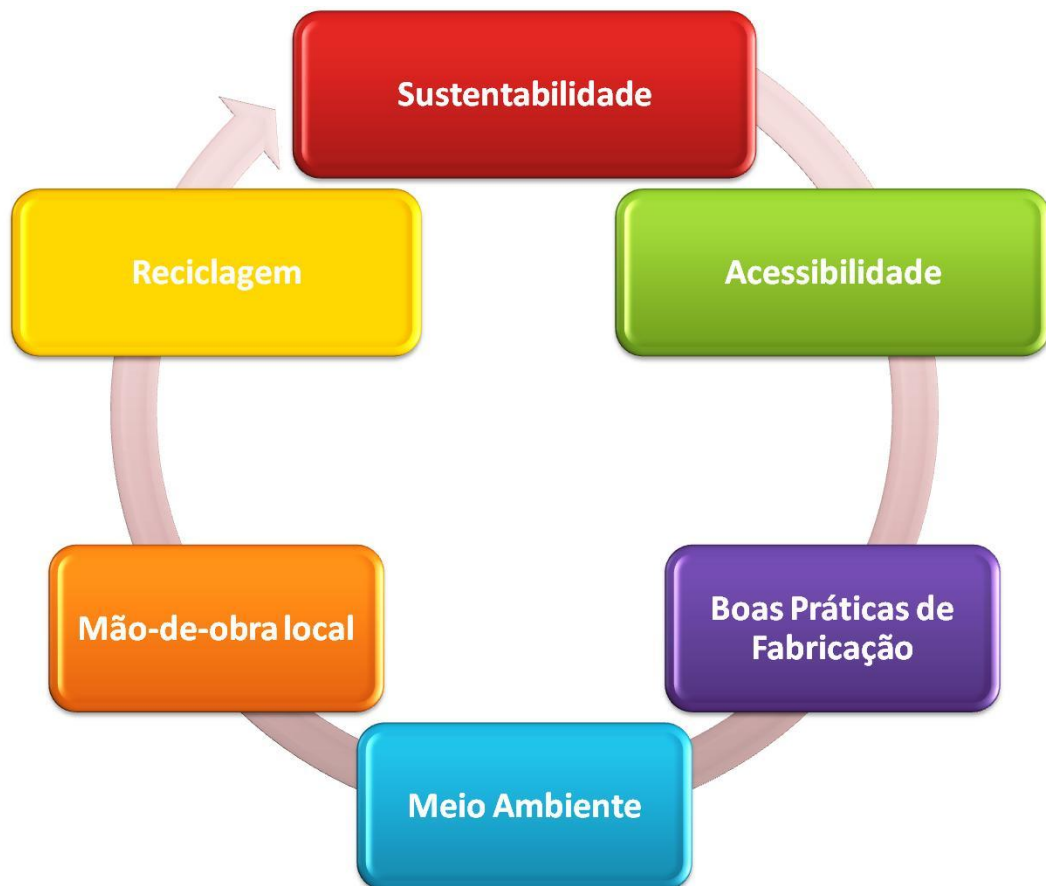 Sustentabilidade
Acessibilidade
Boas Práticas de
Fabricação
Meio Ambiente
Mão-de-obra local
Reciclagem